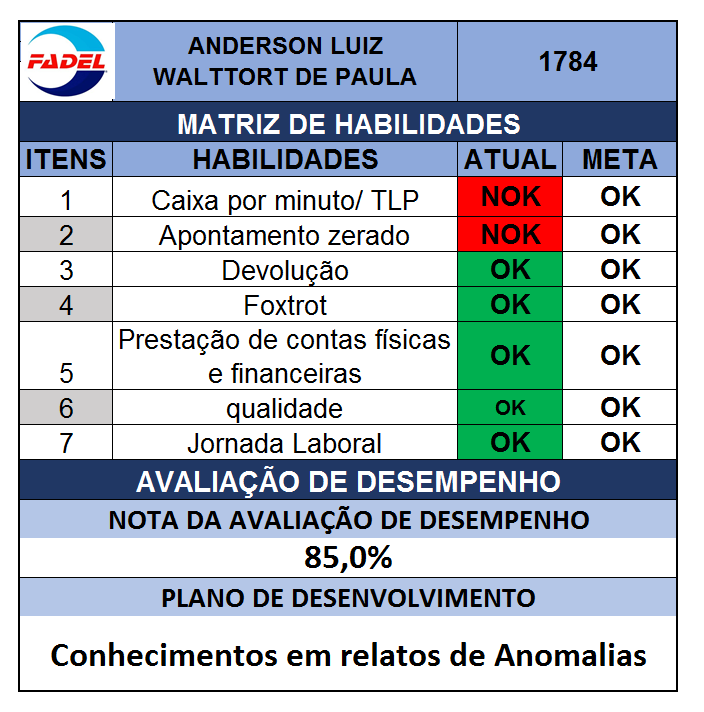 FADEL
ANDERSON LUIZ
WALTTORT DE PAULA
1784
MATRIZ DE HABILIDADES
ITENS HABILIDADES ATUAL META
1 Caixa por minuto/ TLP NOK OK
2 Apontamento zerado NOK OK
3 Devolução OK OK
4 Foxtrot OK OK
5 Prestação de contas físicas
e financeiras OK OK
6 qualidade OK OK
7 Jornada Laboral OK OK
AVALIAÇÃO DE DESEMPENHO
NOTA DA AVALIAÇÃO DE DESEMPENHO
85,0%
PLANO DE DESENVOLVIMENTO
Conhecimentos em relatos de Anomalias